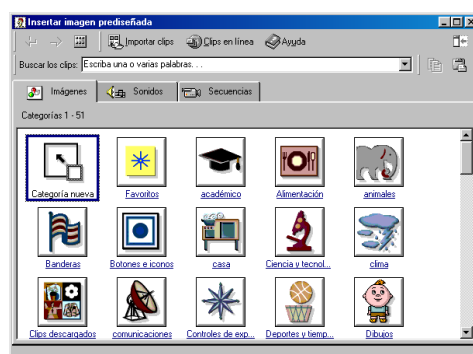 Insertar imagen prediseñada
Importar clips Clips en línea Ayuda
Buscar los clips: Escriba una o varias palabras. . .
Imágenes Sonidos Secuencias
Categorías 1 - 51
Categoría nueva Favoritos académico Alimentación animales
Banderas Botones e iconos casa Ciencia y tecnol... clima
Clips descargados comunicaciones Controles de exp... Deportes y tiemp... Dibujos